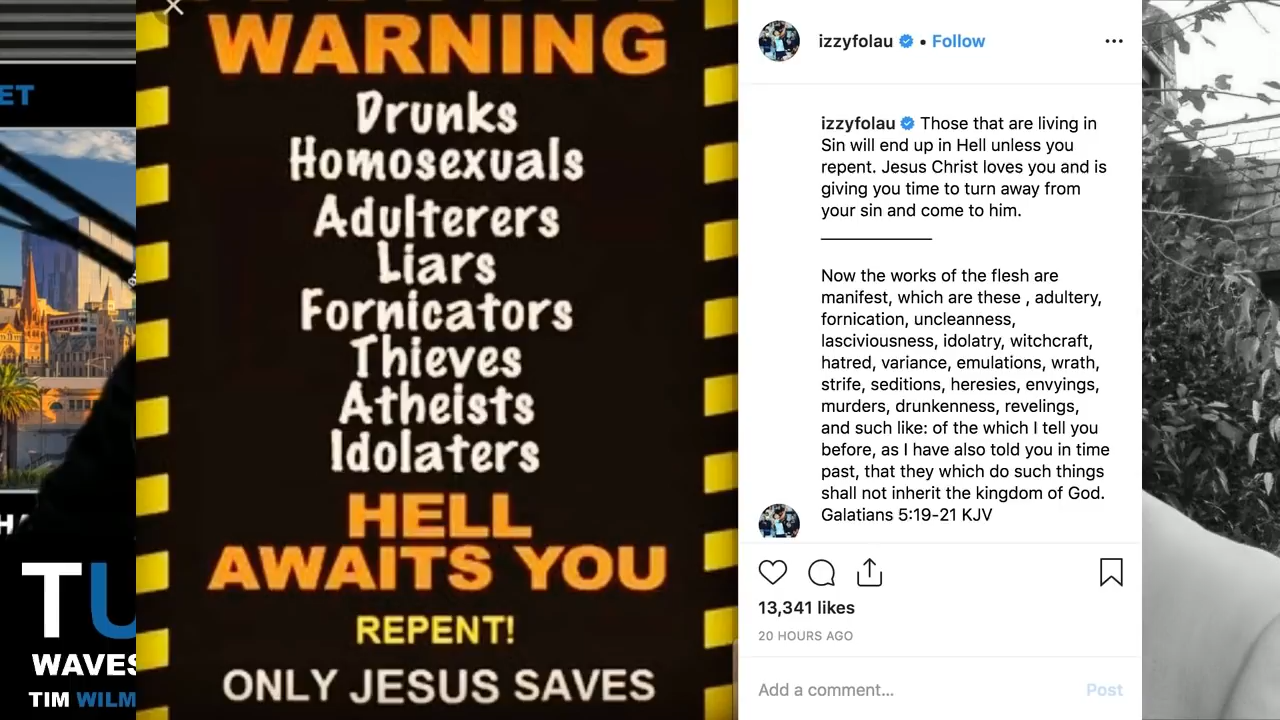 WARNING
Drunks
Homosexuals
Adulterers
Liars
Fornicators
Thieves
Atheists
Idolaters
HELL
AWAITS YOU
REPENT!
ONLY JESUS SAVES
izzyfolau • Follow
izzyfolau Those that are living in
Sin will end up in Hell unless you
repent. Jesus Christ loves you and is
giving you time to turn away from
your sin and come to him.
Now the works of the flesh are
manifest, which are these , adultery,
fornication, uncleanness,
lasciviousness, idolatry, witchcraft,
hatred, variance, emulations, wrath,
strife, seditions, heresies, envyings,
murders, drunkenness, revelings,
and such like: of the which I tell you
before, as I have also told you in time
past, that they which do such things
shall not inherit the kingdom of God.
Galatians 5:19-21 KJV
13,341 likes
20 HOURS AGO
Add a comment... Post
ET
TU
WAVES
TIM WILM